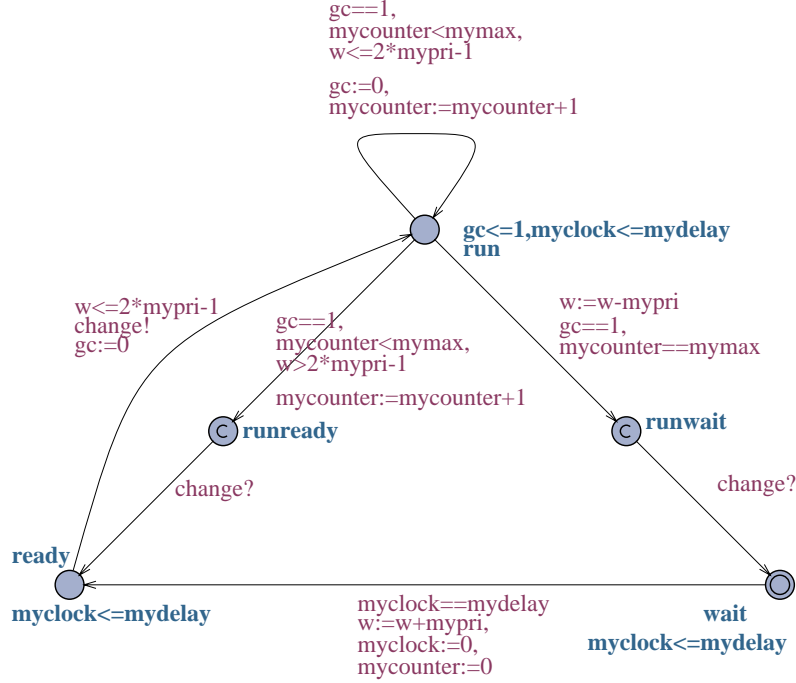 gc==1,
mycounter<mymax,
w<=2*mypri-1
gc:=0,
mycounter:=mycounter+1
gc<=1,myclock<=mydelay
run
w<=2*mypri-1
change!
gc:=0
gc==1,
mycounter<mymax,
w>2*mypri-1
mycounter:=mycounter+1
w:=w-mypri
gc==1,
mycounter==mymax
C
runready
C
runwait
change?
change?
ready
myclock<=mydelay
myclock==mydelay
w:=w+mypri,
myclock:=0,
mycounter:=0
wait
myclock<=mydelay